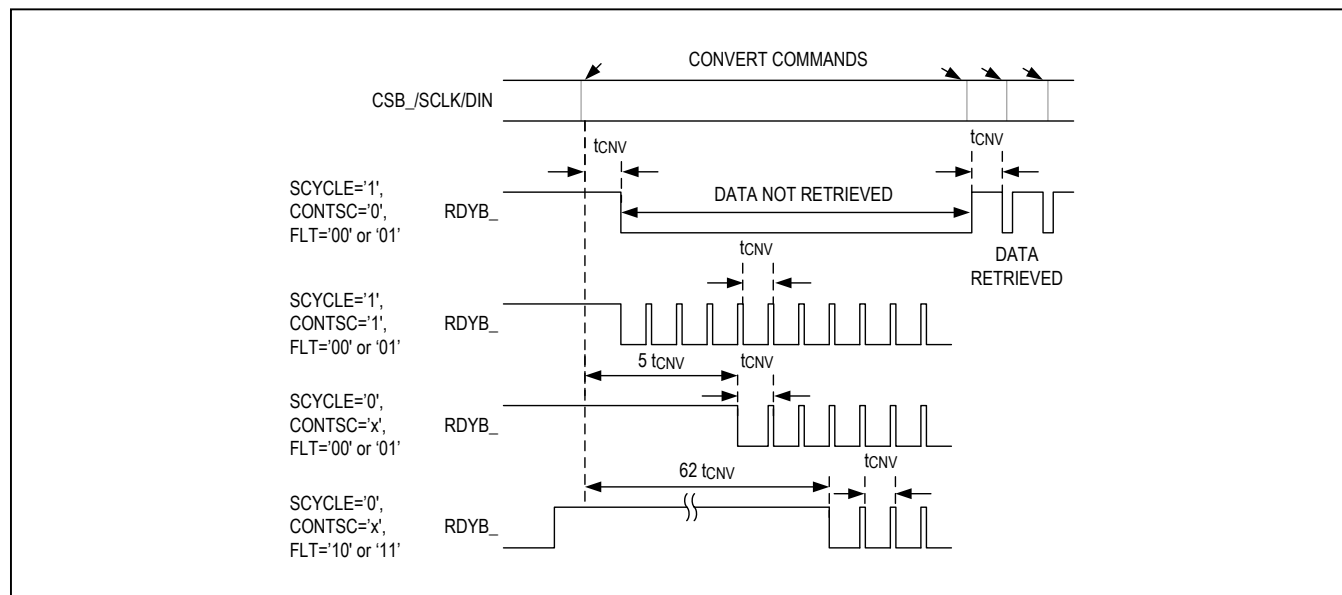 CONVERT COMMANDS
CSB_/SCLK/DIN
tCNV
tCNV
SCYCLE='1',
CONTSC='0',
FLT='00' or ‘01’
RDYB_
DATA NOT RETRIEVED
DATA
RETRIEVED
tCNV
SCYCLE='1',
CONTSC='1',
FLT='00' or ‘01’
RDYB_
5 tCNV
tCNV
SCYCLE='0',
CONTSC='x',
FLT='00' or ‘01’
RDYB_
tCNV
62 tCNV
SCYCLE='0',
CONTSC='x',
FLT='10' or ‘11’
RDYB_